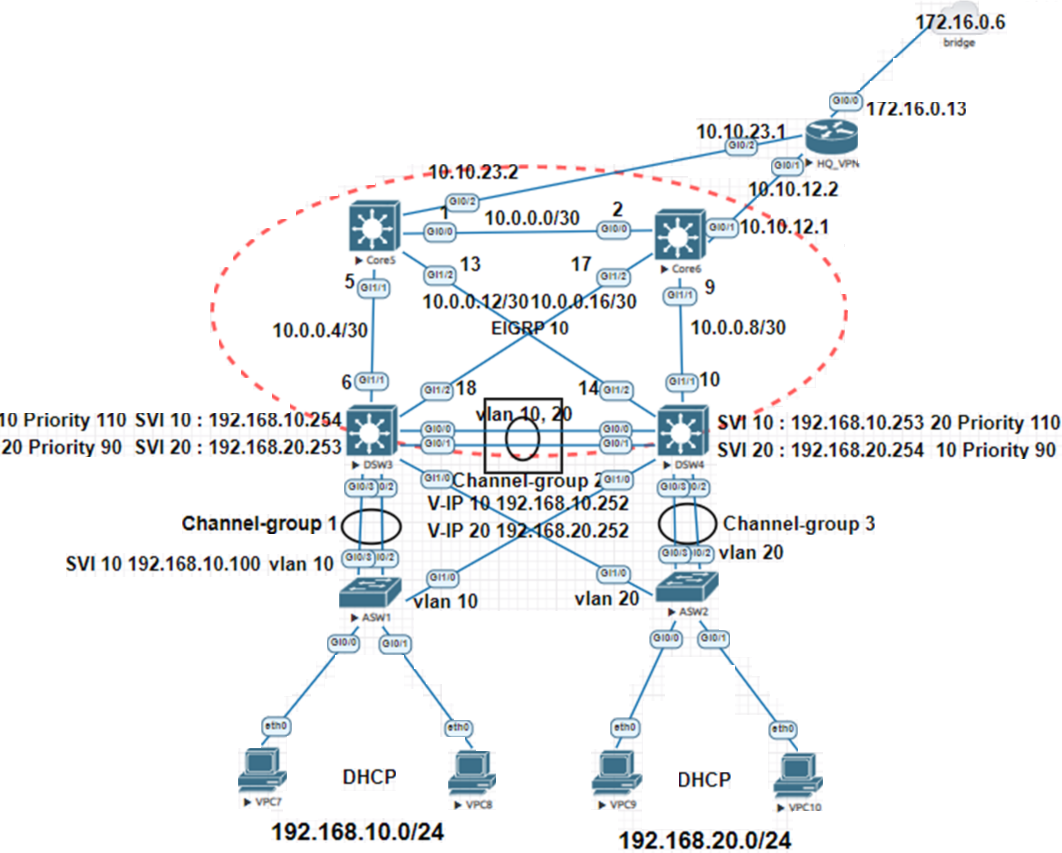 172.16.0.6
bridge
Gi0/0
172.16.0.13
10.10.23.1
Gi0/2
HQ_VPN
Gi0/1
10.10.12.2
10.10.23.2
Gi0/2
1
10.0.0.0/30
2
Gi0/0
Gi0/0
Gi0/1
10.10.12.1
Core5
Core6
13
17
Gi1/2
Gi1/2
5
Gi1/1
9
Gi1/1
10.0.0.12/30
10.0.0.16/30
10.0.0.4/30
EIGRP 10
10.0.0.8/30
6
Gi1/1
18
Gi1/2
14
Gi1/2
10
Gi1/1
10 Priority 110 SVI 10 : 192.168.10.254
20 Priority 90 SVI 20 : 192.168.20.253
vlan 10, 20
Gi0/0
Gi0/0
Gi0/1
Gi0/1
SVI 10 : 192.168.10.253 20 Priority 110
SVI 20 : 192.168.20.254 10 Priority 90
DSW3
DSW4
Gi1/0
Gi1/0
Channel-group 2
V-IP 10 192.168.10.252
V-IP 20 192.168.20.252
Gi0/3
i0/2
Gi0/3
i0/2
Channel-group 1
Channel-group 3
Gi0/3
i0/2
Gi0/3
i0/2
SVI 10 192.168.10.100 vlan 10
vlan 20
Gi1/0
Gi1/0
vlan 10
vlan 20
ASW1
ASW2
Gi0/0
Gi0/1
Gi0/0
Gi0/1
eth0
eth0
eth0
eth0
DHCP
DHCP
VPC7
VPC8
VPC9
VPC10
192.168.10.0/24
192.168.20.0/24